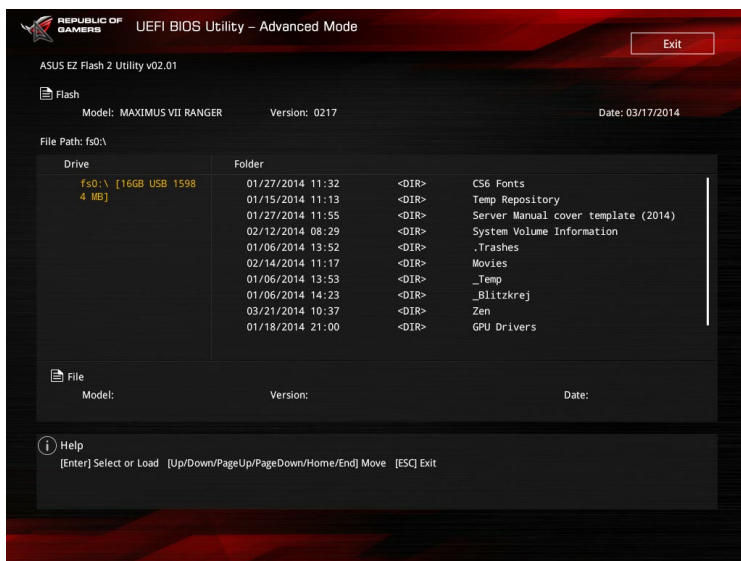 REPUBLIC OF
GAMERS
UEFI BIOS Utility – Advanced Mode
Exit
ASUS EZ Flash 2 Utility v02.01
Flash
Model: MAXIMUS VII RANGER Version: 0217 Date: 03/17/2014
File Path: fs0:\
Drive Folder
fs0:\ [16GB USB 1598
4 MB]
01/27/2014 11:32 <DIR> CS6 Fonts
01/15/2014 11:13 <DIR> Temp Repository
01/27/2014 11:55 <DIR> Server Manual cover template (2014)
02/12/2014 08:29 <DIR> System Volume Information
01/06/2014 13:52 <DIR> .Trashes
02/14/2014 11:17 <DIR> Movies
01/06/2014 13:53 <DIR> _Temp
01/06/2014 14:23 <DIR> _Blitzkrej
03/21/2014 10:37 <DIR> Zen
01/18/2014 21:00 <DIR> GPU Drivers
File
Model: Version: Date:
i Help
[Enter] Select or Load [Up/Down/PageUp/PageDown/Home/End] Move [ESC] Exit